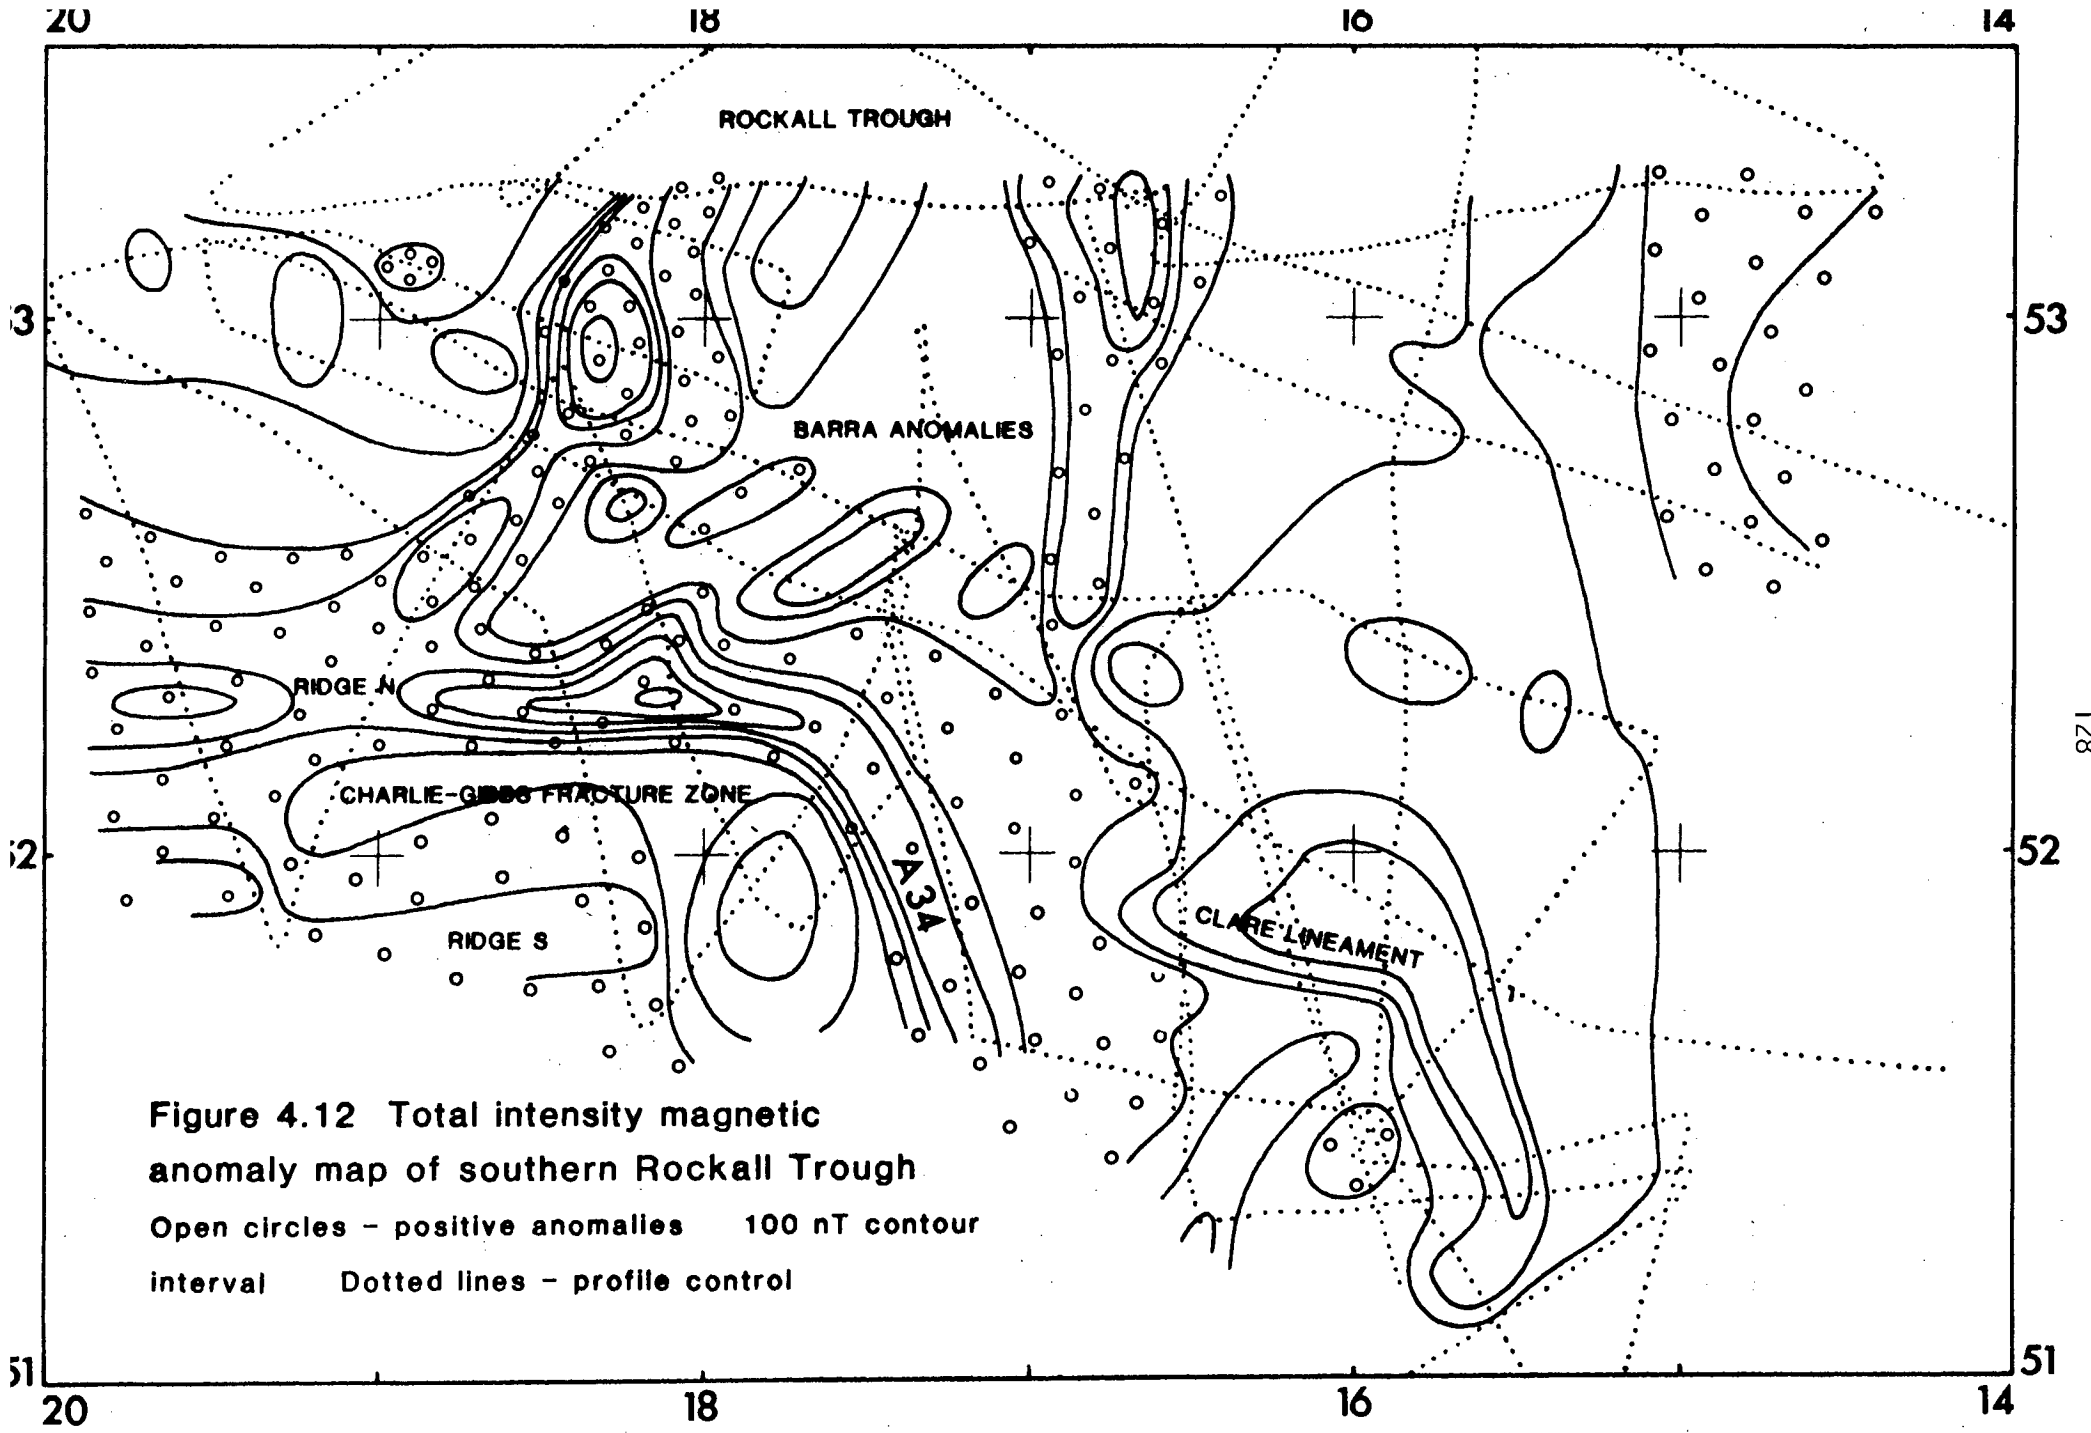 20 18 16 14
ROCKALL TROUGH
53 53
BARRA ANOMALIES
RIDGE N
128
CHARLIE-GIBBS FRACTURE ZONE
52 52
A34
CLARE LINEAMENT
RIDGE S
Figure 4.12 Total intensity magnetic
anomaly map of southern Rockall Trough
Open circles - positive anomalies 100 nT contour
interval Dotted lines - profile control
51 51
20 18 16 14